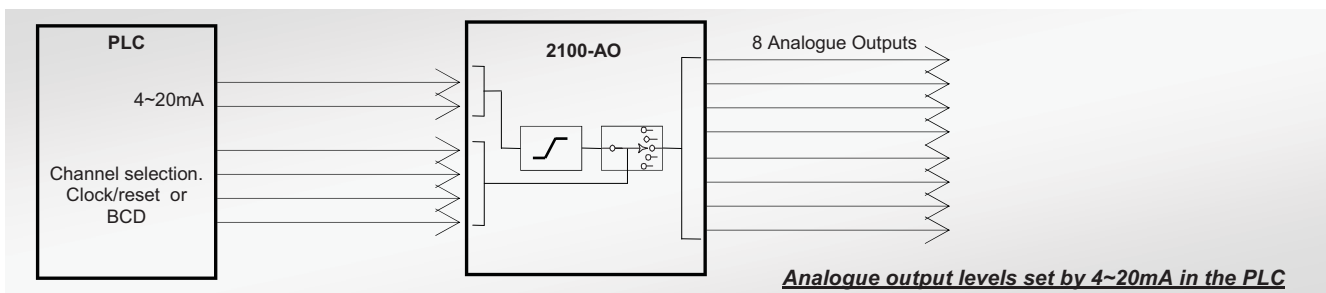 PLC
4~20mA
Channel selection.
Clock/reset or
BCD
2100-AO
8 Analogue Outputs
Analogue output levels set by 4~20mA in the PLC